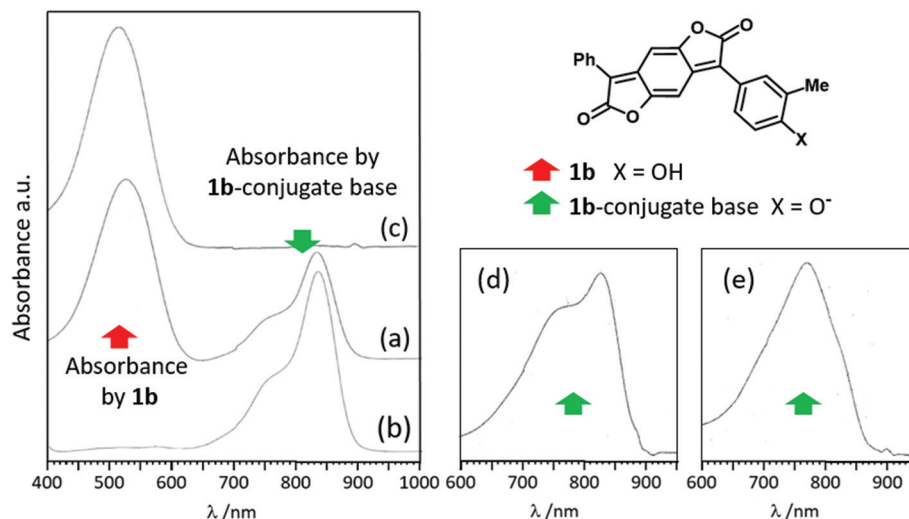 Absorbance a.u.
Absorbance by
1b-conjugate base
(c)
(a)
Absorbance
by 1b
(b)
400 500 600 700 800 900 1000
λ /nm
O
O
Ph
Me
O
O
X
1b X = OH
1b-conjugate base X = O⁻
(d)
600 700 800 900
λ /nm
(e)
600 700 800 900
λ /nm